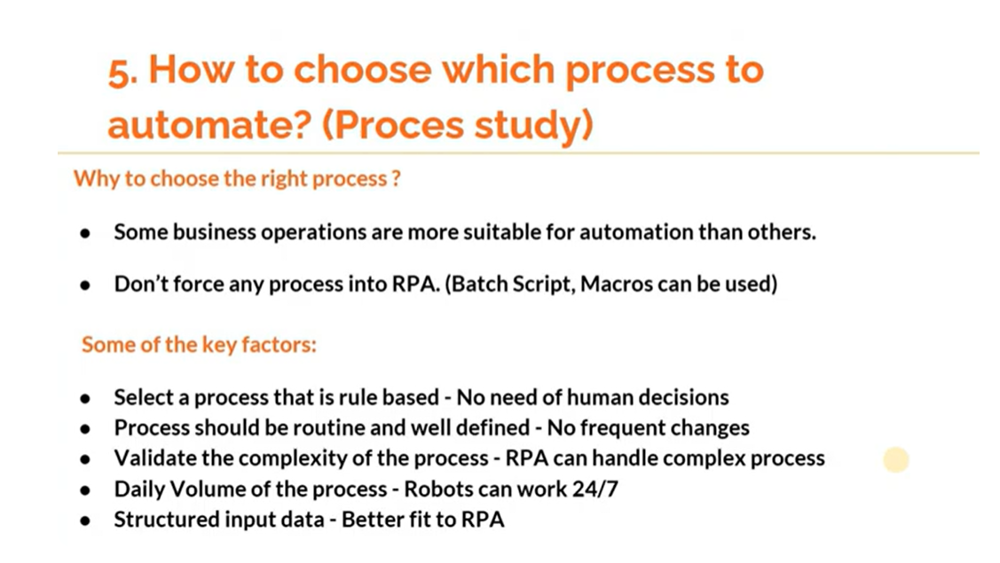 5. How to choose which process to
automate? (Proces study)
Why to choose the right process ?
● Some business operations are more suitable for automation than others.
● Don't force any process into RPA. (Batch Script, Macros can be used)
Some of the key factors:
● Select a process that is rule based - No need of human decisions
● Process should be routine and well defined - No frequent changes
● Validate the complexity of the process - RPA can handle complex process
● Daily Volume of the process - Robots can work 24/7
● Structured input data - Better fit to RPA